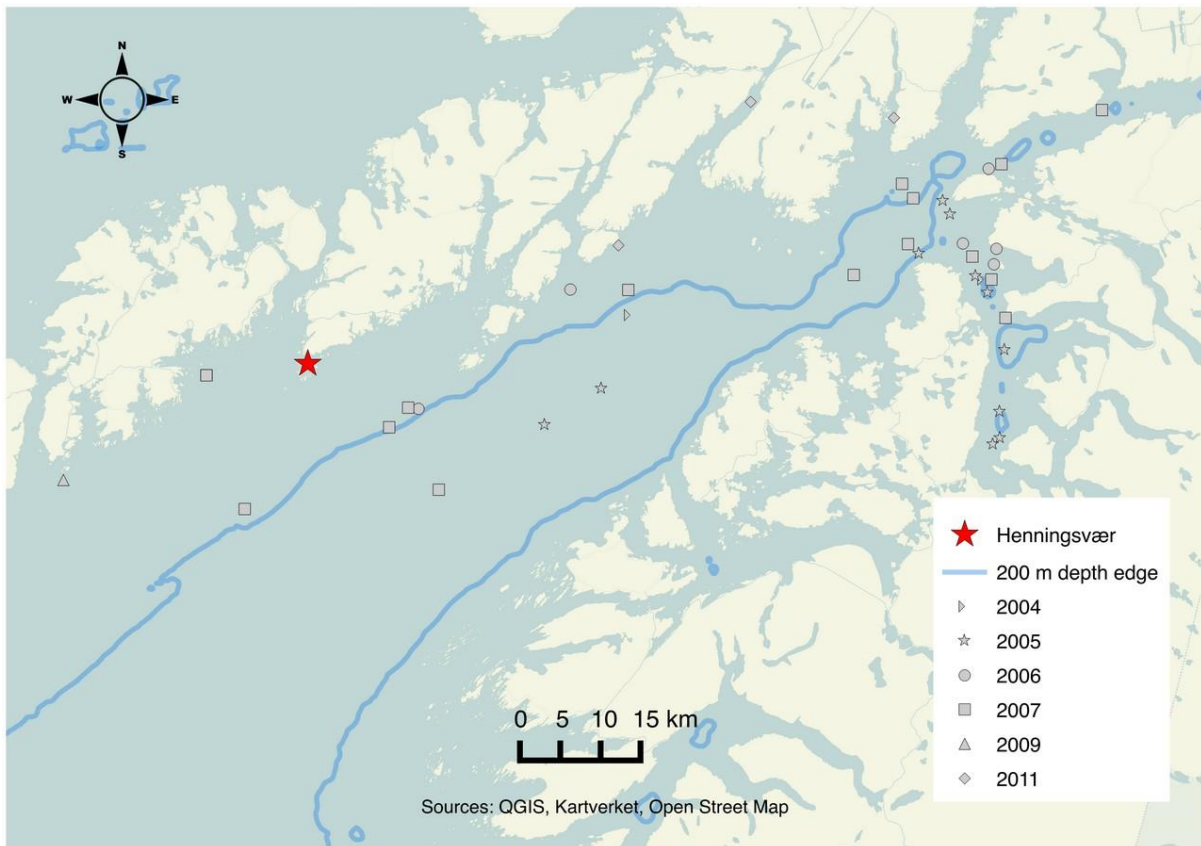 N
W E
S
Henningsvær
200 m depth edge
2004
2005
2006
2007
2009
2011
0 5 10 15 km
Sources: QGIS, Kartverket, Open Street Map